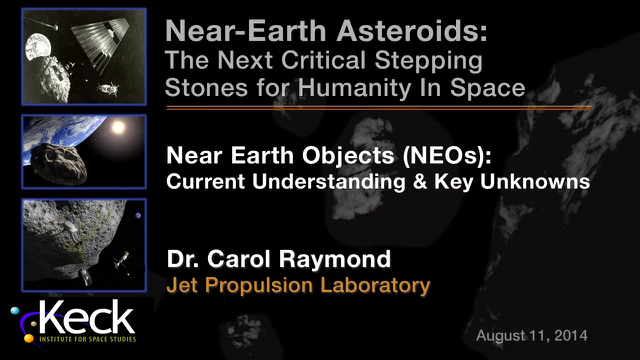 Near-Earth Asteroids:
The Next Critical Stepping
Stones for Humanity In Space
Near Earth Objects (NEOs):
Current Understanding & Key Unknowns
Dr. Carol Raymond
Jet Propulsion Laboratory
Keck
INSTITUTE FOR SPACE STUDIES
August 11, 2014